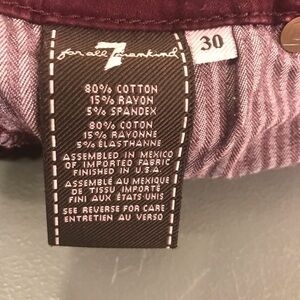 7
for all mankind
30
80% COTTON
15% RAYON
5% SPANDEX
80% COTON
15% RAYONNE
5% ÉLASTHANNE
ASSEMBLED IN MEXICO
OF IMPORTED FABRIC
FINISHED IN U.S.A.
ASSEMBLÉ AU MEXIQUE
DE TISSU IMPORTÉ
FINI AUX ÉTATS-UNIS
SEE REVERSE FOR CARE
ENTRETIEN AU VERSO